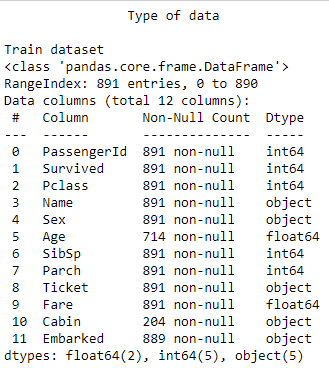 Type of data
Train dataset
<class 'pandas.core.frame.DataFrame'>
RangeIndex: 891 entries, 0 to 890
Data columns (total 12 columns):
 #   Column       Non-Null Count  Dtype
---  ------       --------------  -----
 0   PassengerId  891 non-null    int64
 1   Survived     891 non-null    int64
 2   Pclass       891 non-null    int64
 3   Name         891 non-null    object
 4   Sex          891 non-null    object
 5   Age          714 non-null    float64
 6   SibSp        891 non-null    int64
 7   Parch        891 non-null    int64
 8   Ticket       891 non-null    object
 9   Fare         891 non-null    float64
 10  Cabin        204 non-null    object
 11  Embarked     889 non-null    object
dtypes: float64(2), int64(5), object(5)